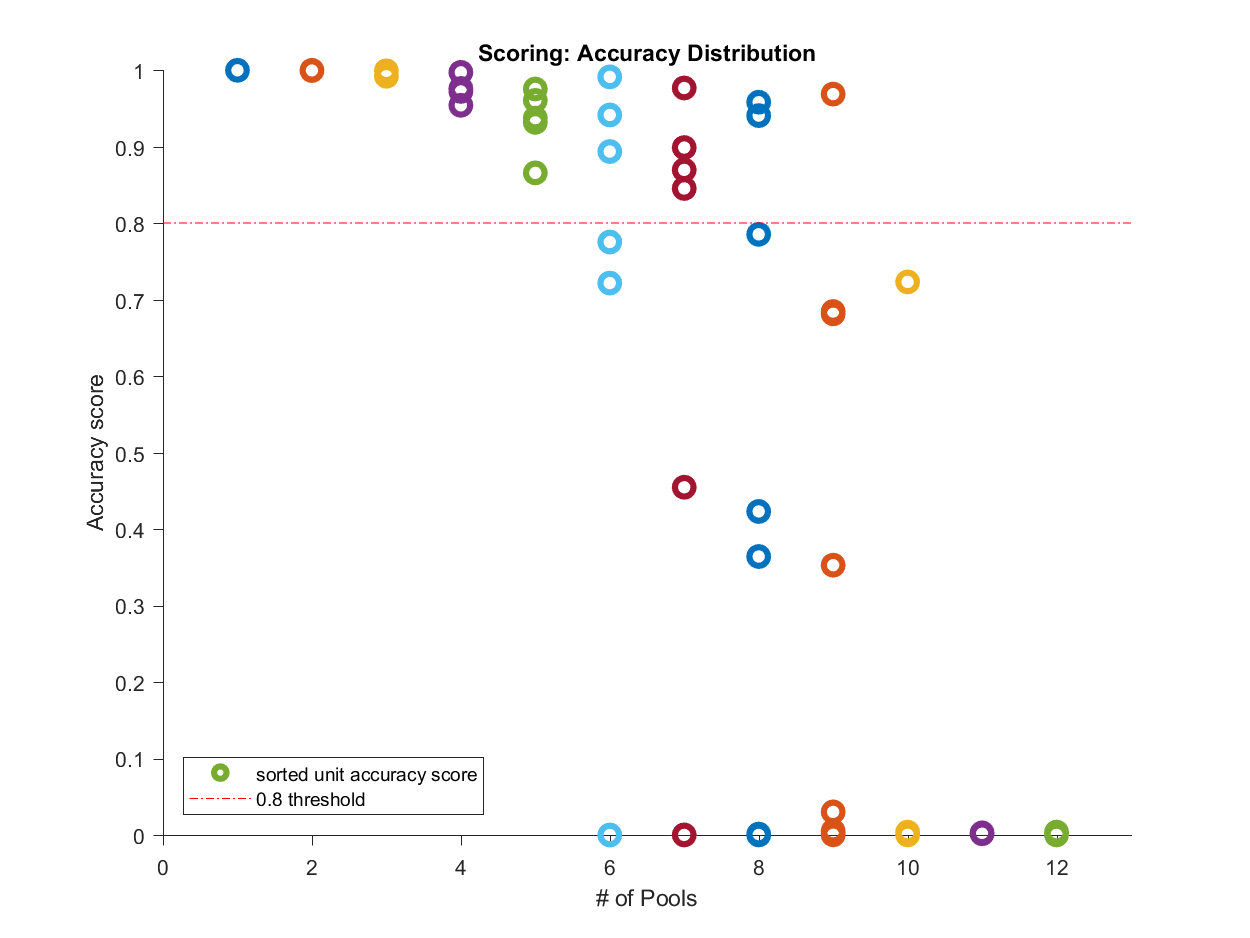 Scoring: Accuracy Distribution
1
0.9
0.8
0.7
0.6
0.5
0.4
0.3
0.2
0.1
0
Accuracy score
sorted unit accuracy score
0.8 threshold
0 2 4 6 8 10 12
# of Pools